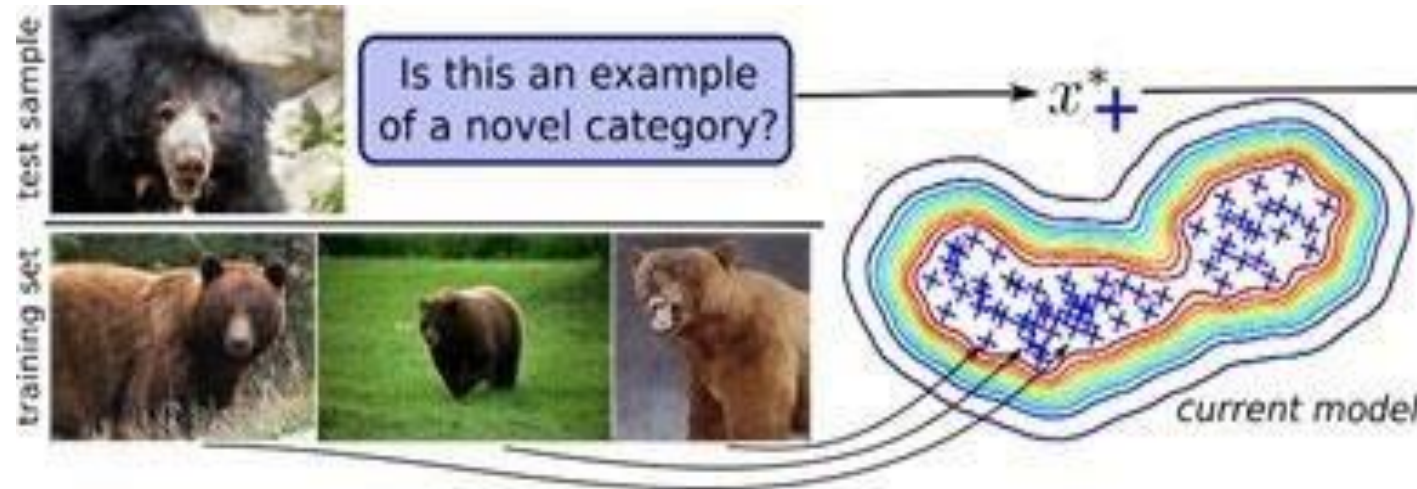 test sample
Is this an example
of a novel category?
x*
training set
current model